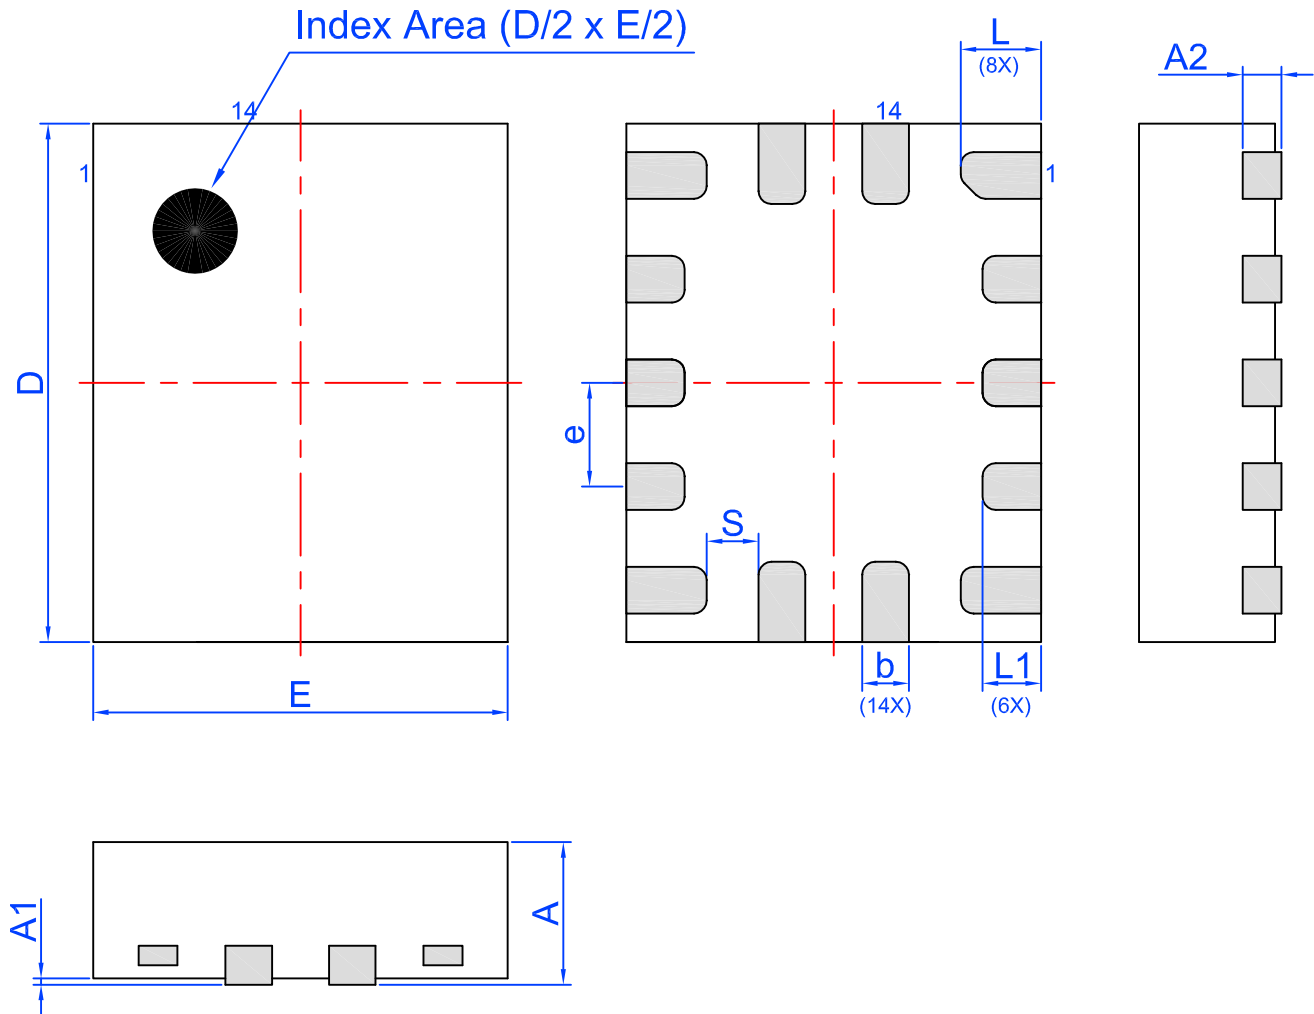 Index Area (D/2 x E/2)
L
(8X)
A2
14
14
1
1
D
e
S
b
(14X)
L1
(6X)
E
A1
A